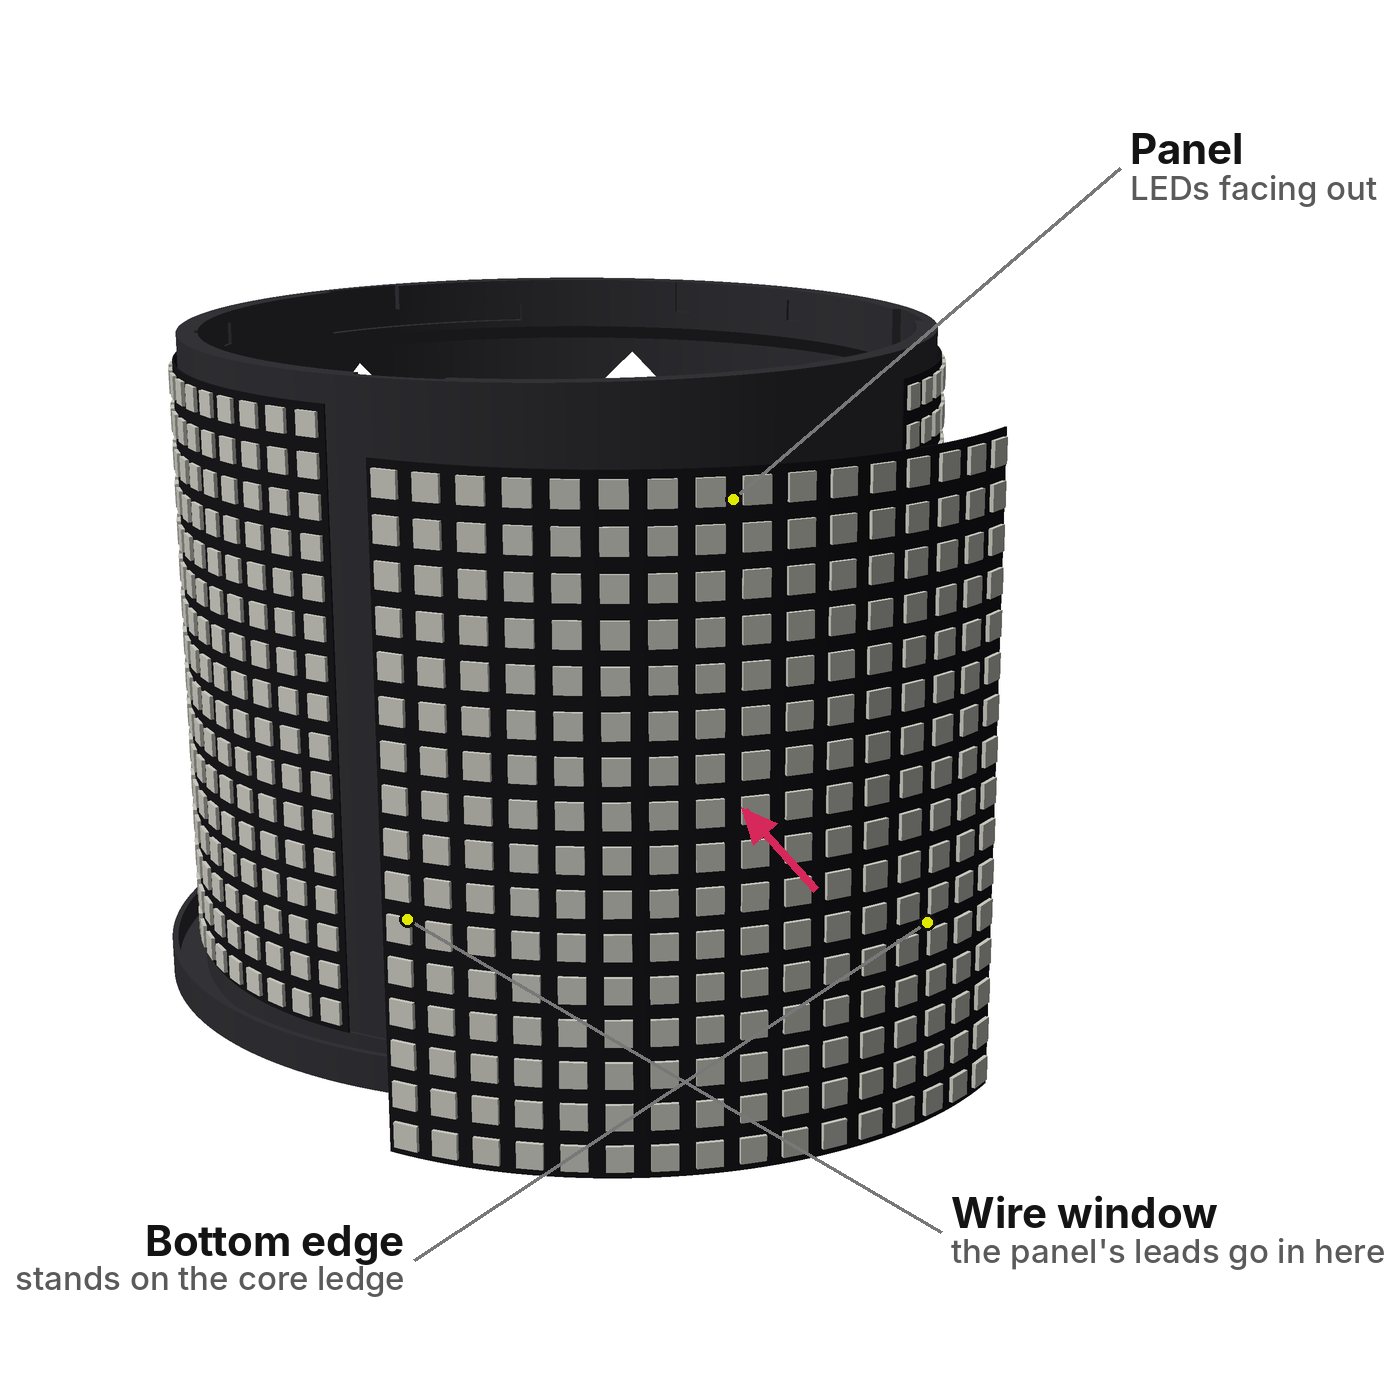 Panel
LEDs facing out
Bottom edge
stands on the core ledge
Wire window
the panel's leads go in here